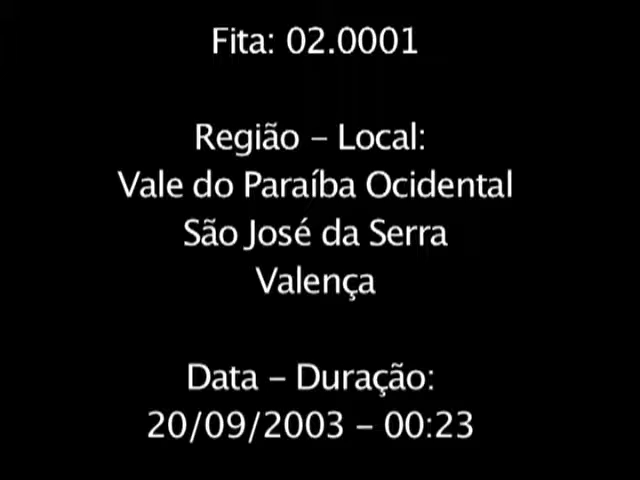 Fita: 02.0001
Região – Local:
Vale do Paraíba Ocidental
São José da Serra
Valença
Data – Duração:
20/09/2003 – 00:23